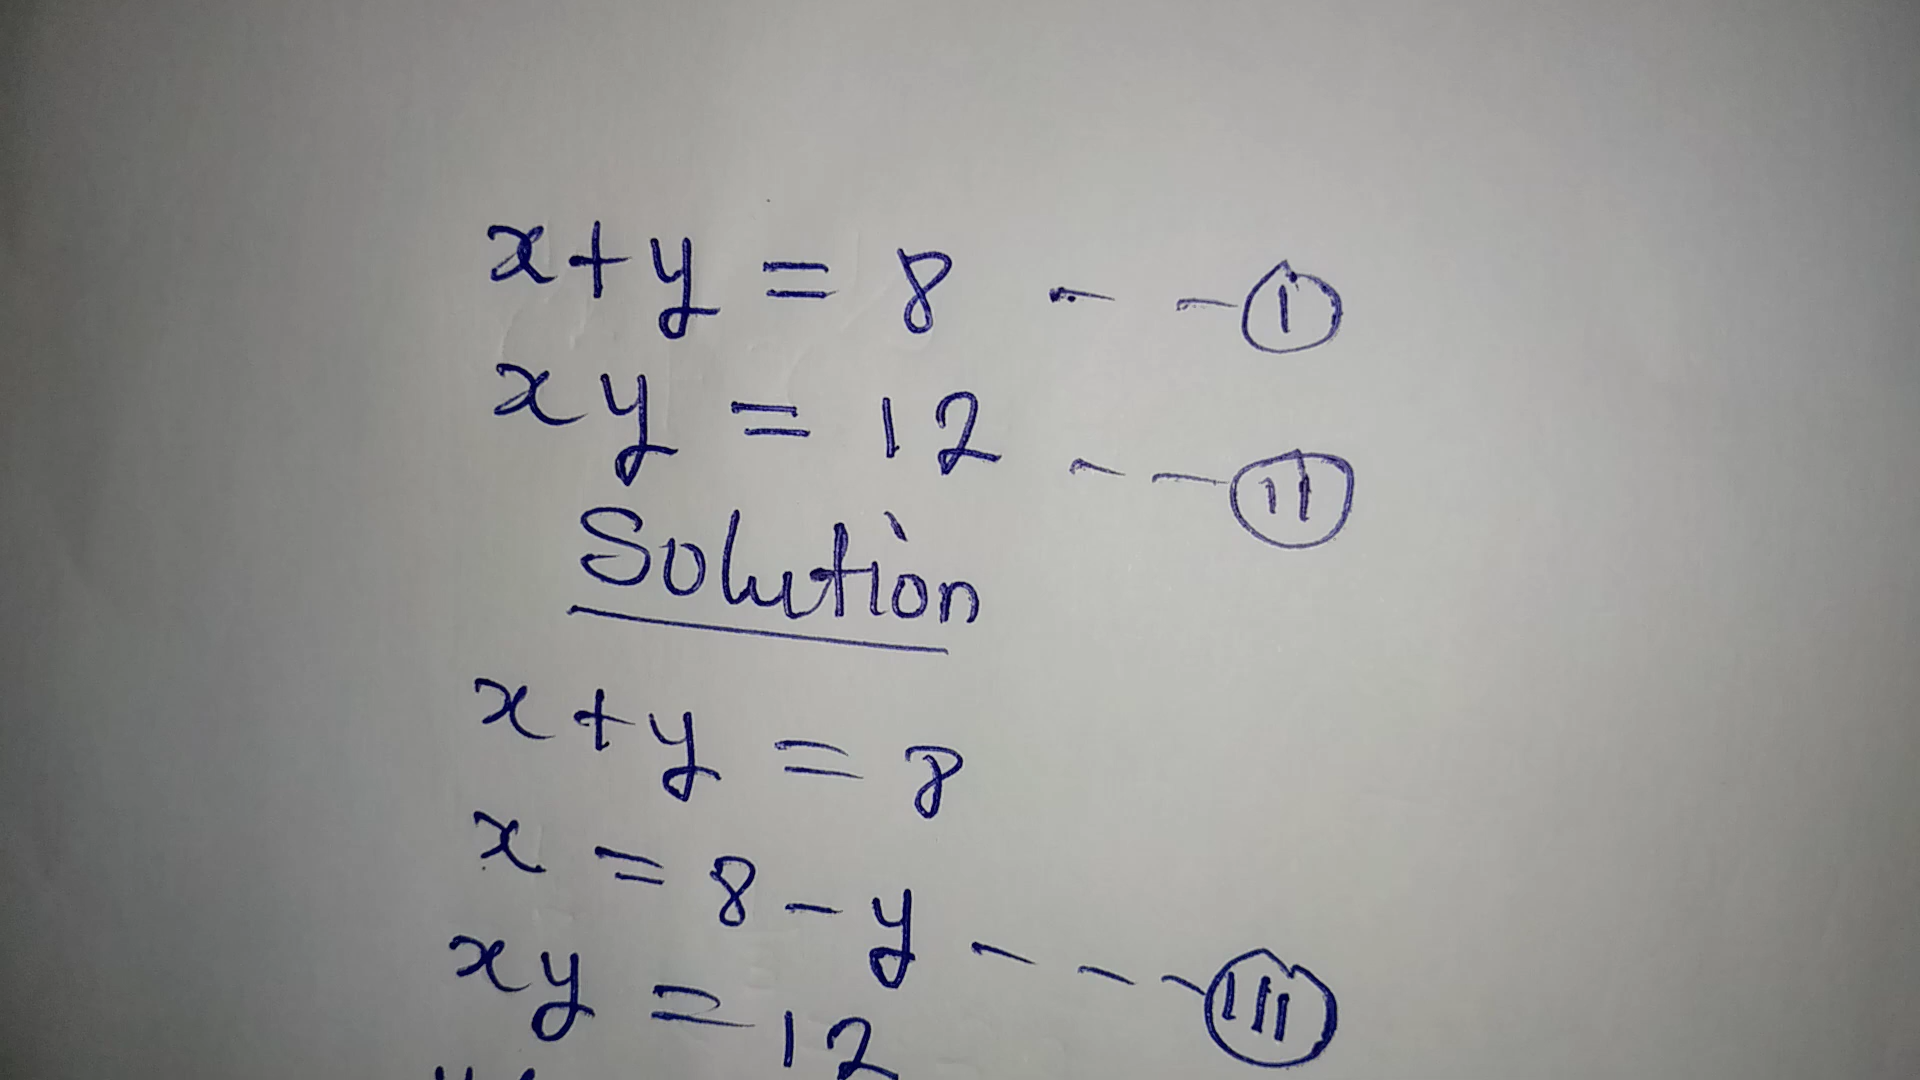 x+y = 8 -- (I)
xy = 12 --- (II)
Solution
x+y = 8
x = 8-y --- (III)
xy = 12